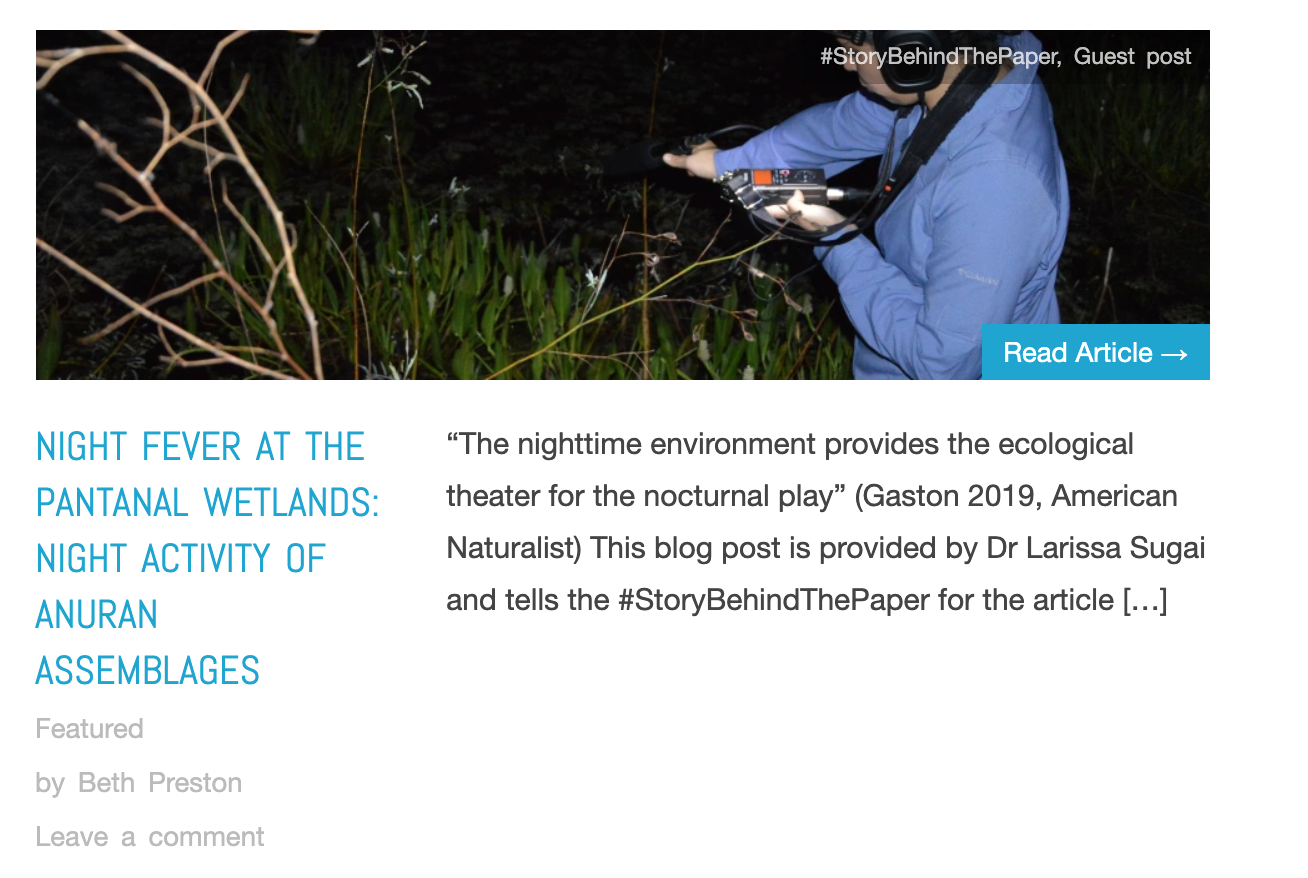 #StoryBehindThePaper, Guest post
Read Article →
NIGHT FEVER AT THE
PANTANAL WETLANDS:
NIGHT ACTIVITY OF
ANURAN
ASSEMBLAGES
Featured
by Beth Preston
Leave a comment
“The nighttime environment provides the ecological
theater for the nocturnal play” (Gaston 2019, American
Naturalist) This blog post is provided by Dr Larissa Sugai
and tells the #StoryBehindThePaper for the article […]